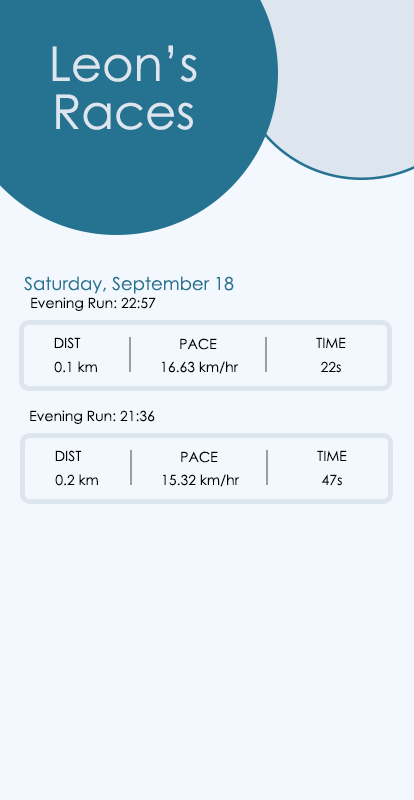 Leon's
Races
Saturday, September 18
Evening Run: 22:57
DIST PACE TIME
0.1 km 16.63 km/hr 22s
Evening Run: 21:36
DIST PACE TIME
0.2 km 15.32 km/hr 47s